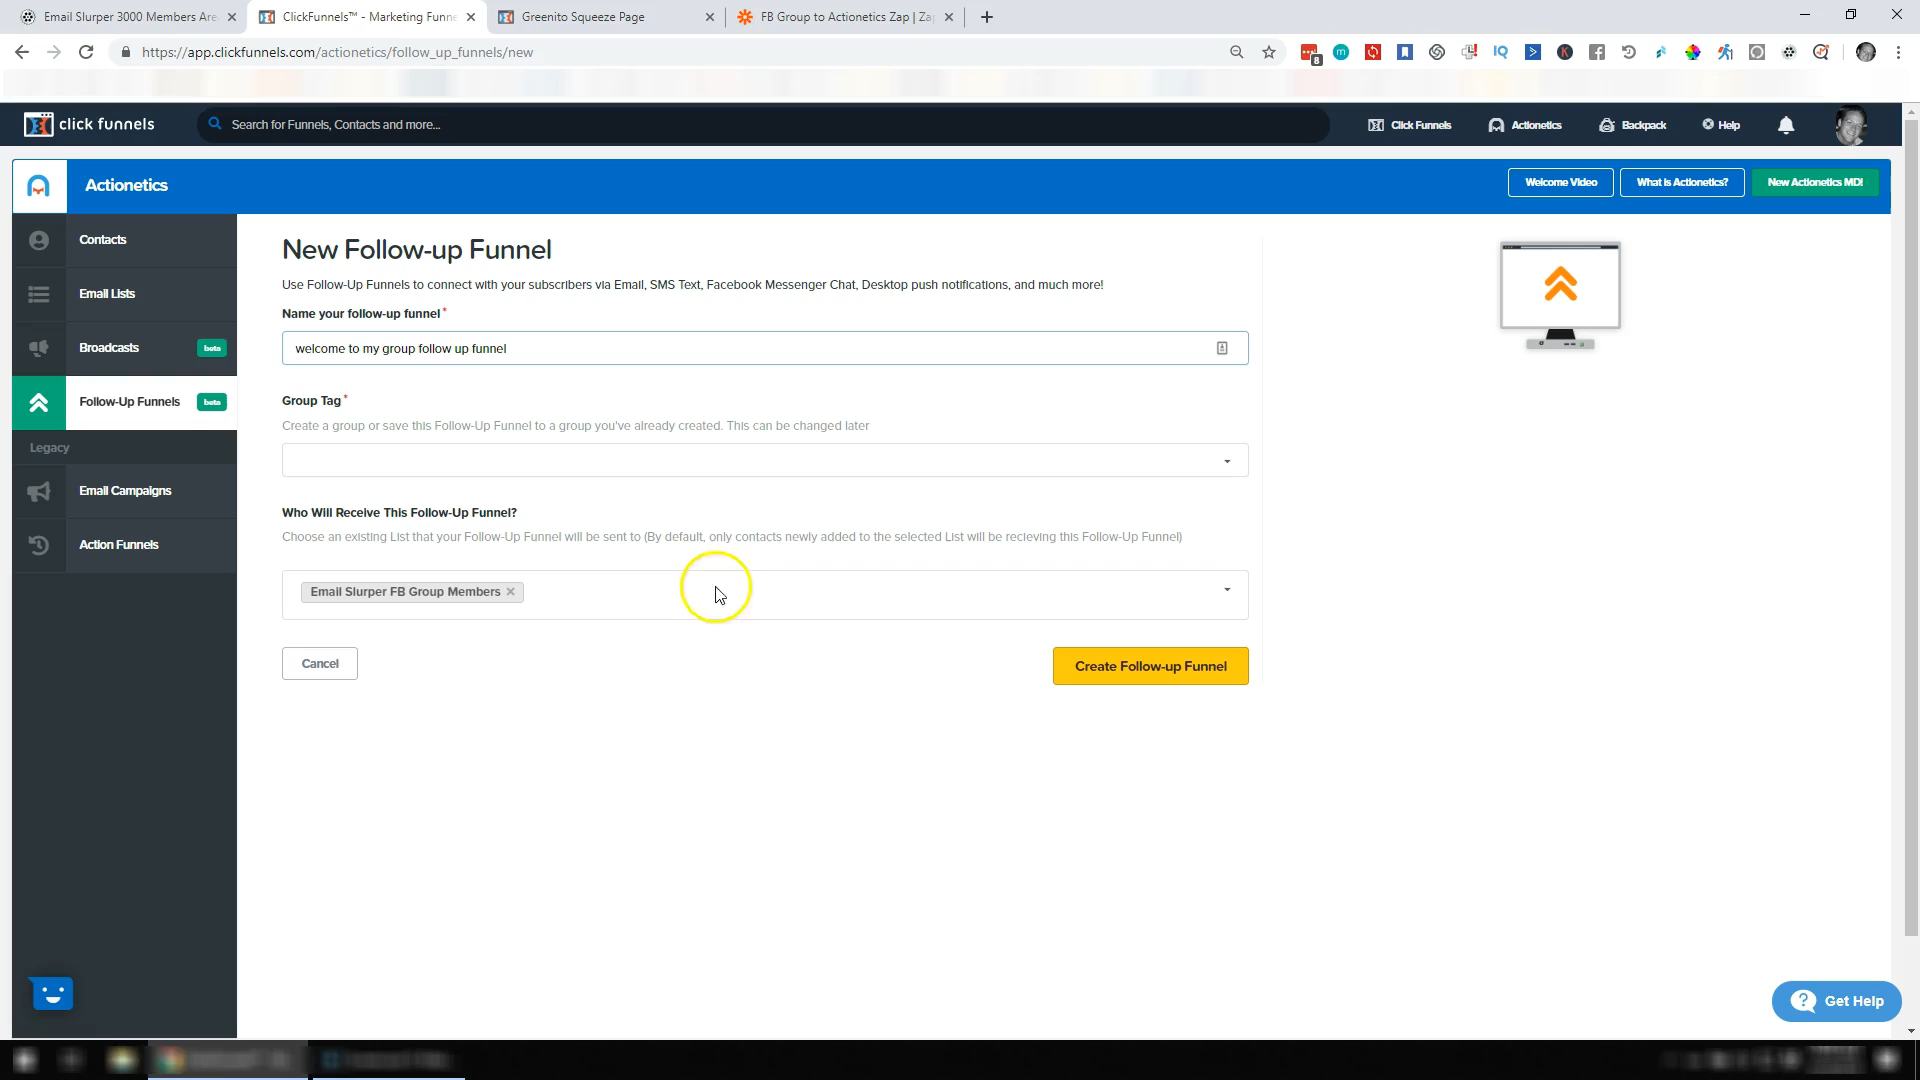 Email Slurper 3000 Members Are
ClickFunnels™ - Marketing Funne
Greenito Squeeze Page
FB Group to Actionetics Zap | Za
https://app.clickfunnels.com/actionetics/follow_up_funnels/new
8
click funnels
Search for Funnels, Contacts and more...
Click Funnels
Actionetics
Backpack
Help
Actionetics
Welcome Video
What Is Actionetics?
New Actionetics MD!
Contacts
Email Lists
Broadcasts beta
Follow-Up Funnels beta
Legacy
Email Campaigns
Action Funnels
New Follow-up Funnel
Use Follow-Up Funnels to connect with your subscribers via Email, SMS Text, Facebook Messenger Chat, Desktop push notifications, and much more!
Name your follow-up funnel *
welcome to my group follow up funnel
Group Tag *
Create a group or save this Follow-Up Funnel to a group you've already created. This can be changed later
Who Will Receive This Follow-Up Funnel?
Choose an existing List that your Follow-Up Funnel will be sent to (By default, only contacts newly added to the selected List will be recieving this Follow-Up Funnel)
Email Slurper FB Group Members ×
Cancel
Create Follow-up Funnel
Get Help